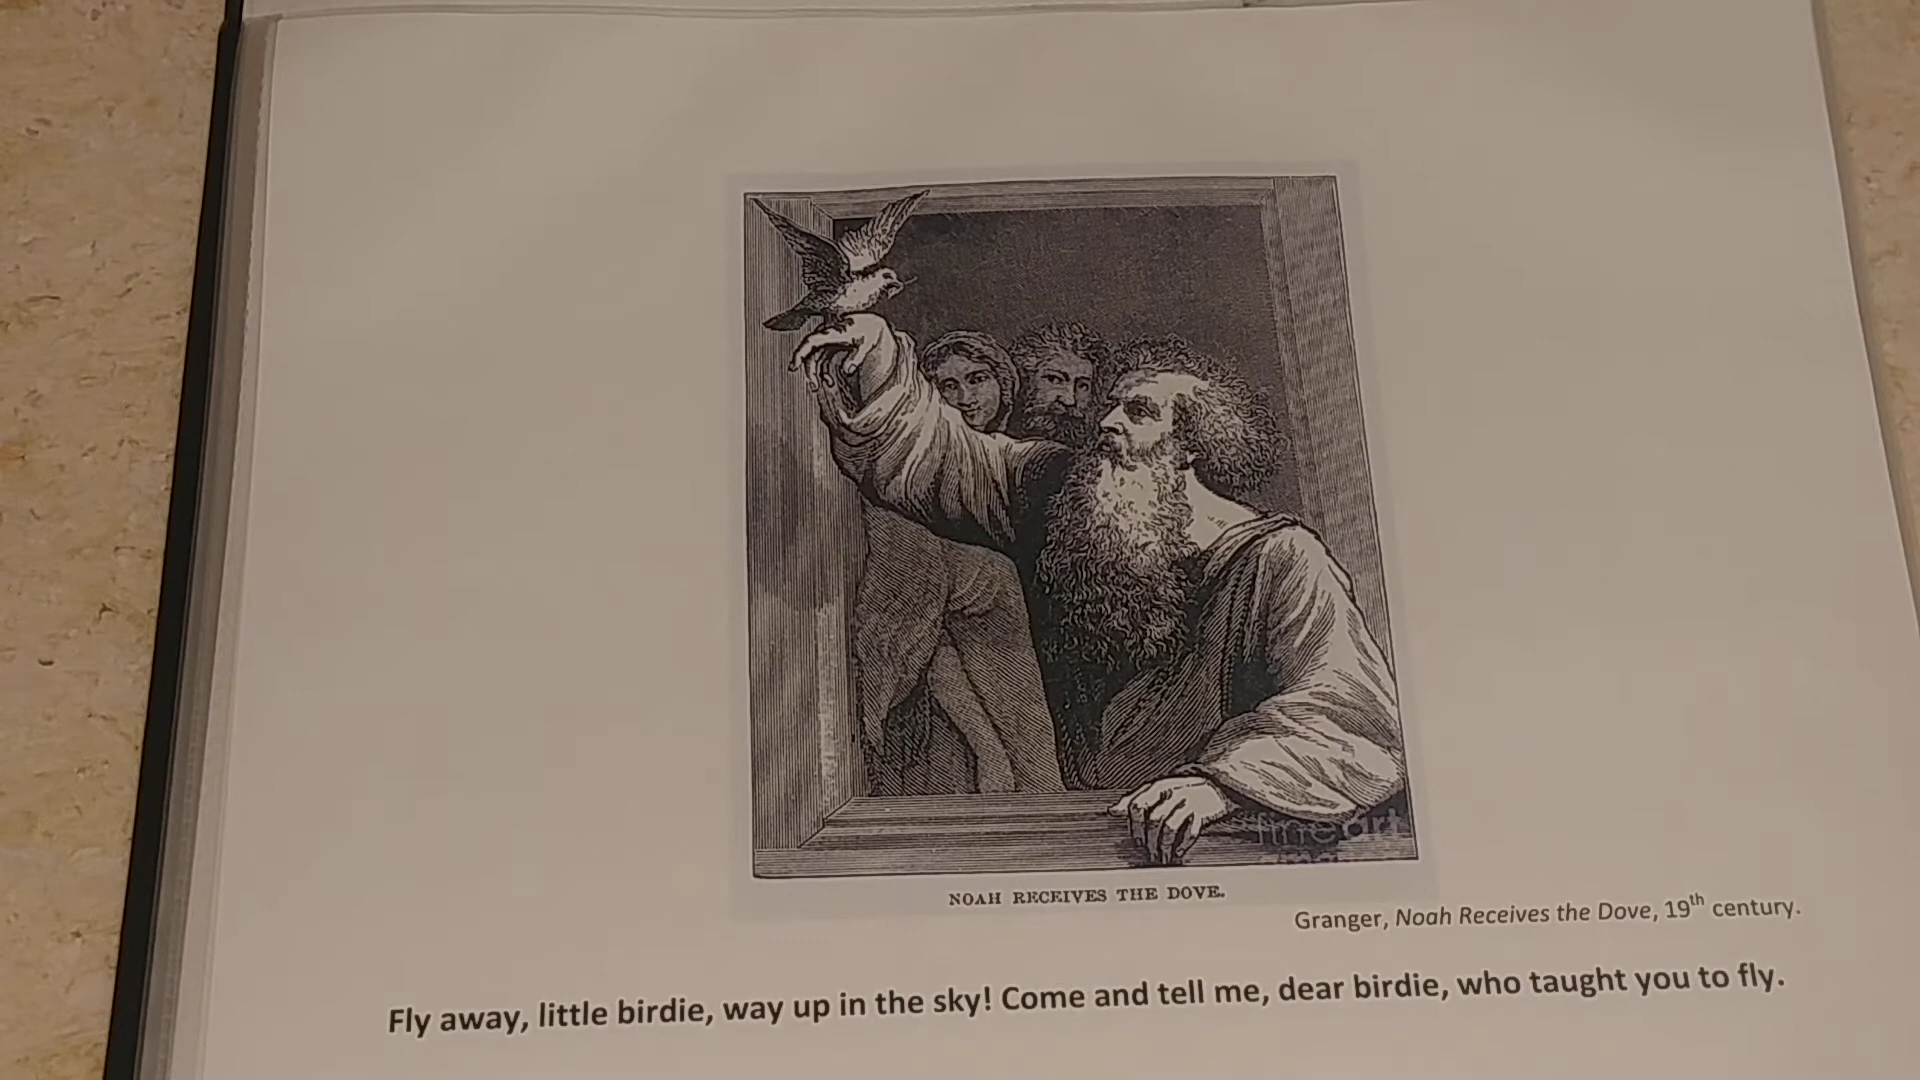 fineart
NOAH RECEIVES THE DOVE.
Granger, Noah Receives the Dove, 19th century.
Fly away, little birdie, way up in the sky! Come and tell me, dear birdie, who taught you to fly.